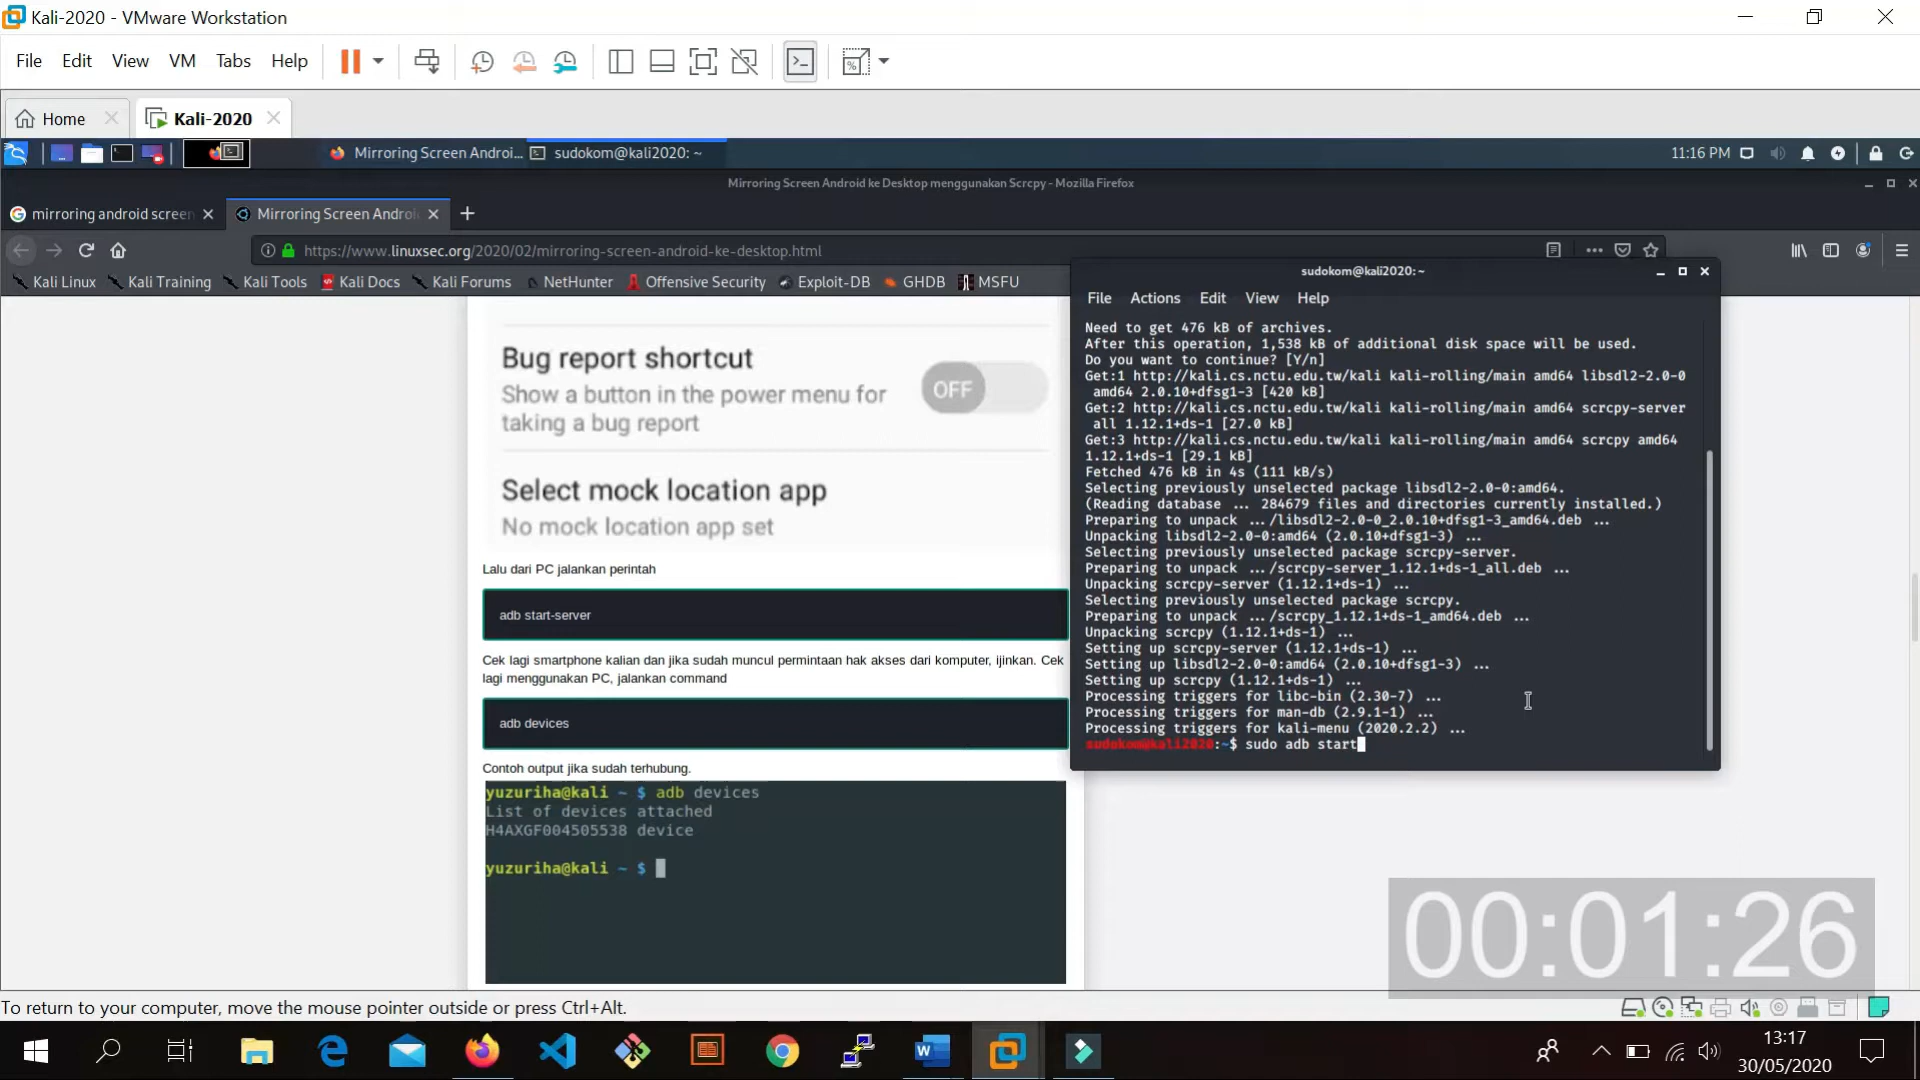 Kali-2020 - VMware Workstation
File Edit View VM Tabs Help
Home
Kali-2020
Mirroring Screen Androi...
sudokom@kali2020: ~
11:16 PM
Mirroring Screen Android ke Desktop menggunakan Scrcpy - Mozilla Firefox
mirroring android screen
Mirroring Screen Androi
https://www.linuxsec.org/2020/02/mirroring-screen-android-ke-desktop.html
Kali Linux
Kali Training
Kali Tools
Kali Docs
Kali Forums
NetHunter
Offensive Security
Exploit-DB
GHDB
MSFU
Bug report shortcut
Show a button in the power menu for
taking a bug report
OFF
Select mock location app
No mock location app set
Lalu dari PC jalankan perintah
adb start-server
Cek lagi smartphone kalian dan jika sudah muncul permintaan hak akses dari komputer, ijinkan. Cek
lagi menggunakan PC, jalankan command
adb devices
Contoh output jika sudah terhubung.
yuzuriha@kali ~ $ adb devices
List of devices attached
H4AXGF004505538 device
yuzuriha@kali ~ $
sudokom@kali2020: ~
File Actions Edit View Help
Need to get 476 kB of archives.
After this operation, 1,538 kB of additional disk space will be used.
Do you want to continue? [Y/n]
Get:1 http://kali.cs.nctu.edu.tw/kali kali-rolling/main amd64 libsdl2-2.0-0
amd64 2.0.10+dfsg1-3 [420 kB]
Get:2 http://kali.cs.nctu.edu.tw/kali kali-rolling/main amd64 scrcpy-server
all 1.12.1+ds-1 [27.0 kB]
Get:3 http://kali.cs.nctu.edu.tw/kali kali-rolling/main amd64 scrcpy amd64
1.12.1+ds-1 [29.1 kB]
Fetched 476 kB in 4s (111 kB/s)
Selecting previously unselected package libsdl2-2.0-0:amd64.
(Reading database ... 284679 files and directories currently installed.)
Preparing to unpack .../libsdl2-2.0-0_2.0.10+dfsg1-3_amd64.deb ...
Unpacking libsdl2-2.0-0:amd64 (2.0.10+dfsg1-3) ...
Selecting previously unselected package scrcpy-server.
Preparing to unpack .../scrcpy-server_1.12.1+ds-1_all.deb ...
Unpacking scrcpy-server (1.12.1+ds-1) ...
Selecting previously unselected package scrcpy.
Preparing to unpack .../scrcpy_1.12.1+ds-1_amd64.deb ...
Unpacking scrcpy (1.12.1+ds-1) ...
Setting up scrcpy-server (1.12.1+ds-1) ...
Setting up libsdl2-2.0-0:amd64 (2.0.10+dfsg1-3) ...
Setting up scrcpy (1.12.1+ds-1) ...
Processing triggers for libc-bin (2.30-7) ...
Processing triggers for man-db (2.9.1-1) ...
Processing triggers for kali-menu (2020.2.2) ...
sudokom@kali2020:~$ sudo adb start
00:01:26
To return to your computer, move the mouse pointer outside or press Ctrl+Alt.
13:17
30/05/2020